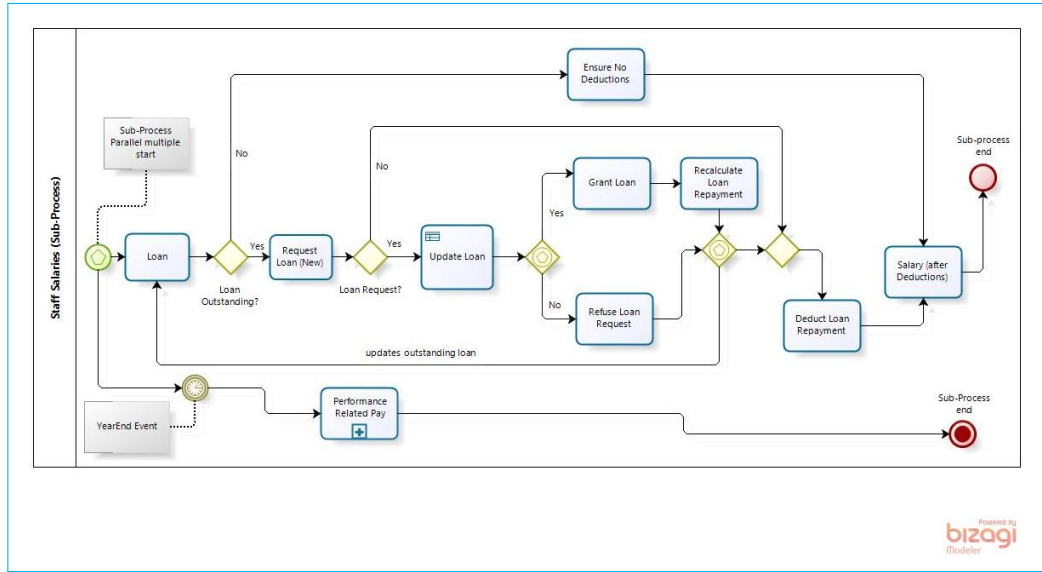 Staff Salaries (Sub-Process)
Ensure No
Deductions
Sub-Process
Parallel multiple
start
No
No
Sub-process
end
Grant Loan
Recalculate
Loan
Repayment
Yes
Loan
Yes
Request
Loan (New)
Yes
Update Loan
Salary (after
Deductions)
Loan
Outstanding?
Loan Request?
No
Refuse Loan
Request
Deduct Loan
Repayment
updates outstanding loan
YearEnd Event
Performance
Related Pay
Sub-Process
end
Powered by
bizagi
Modeler